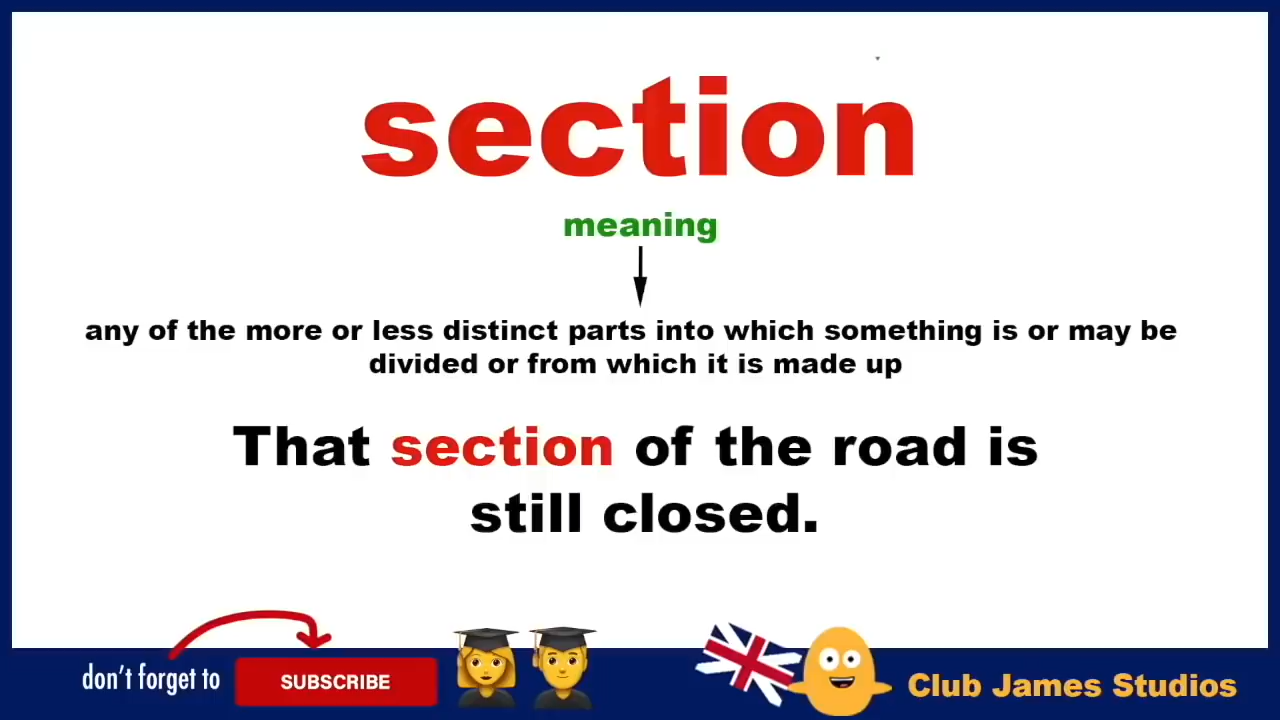 section
meaning
any of the more or less distinct parts into which something is or may be
divided or from which it is made up
That section of the road is
still closed.
don't forget to
SUBSCRIBE
Club James Studios